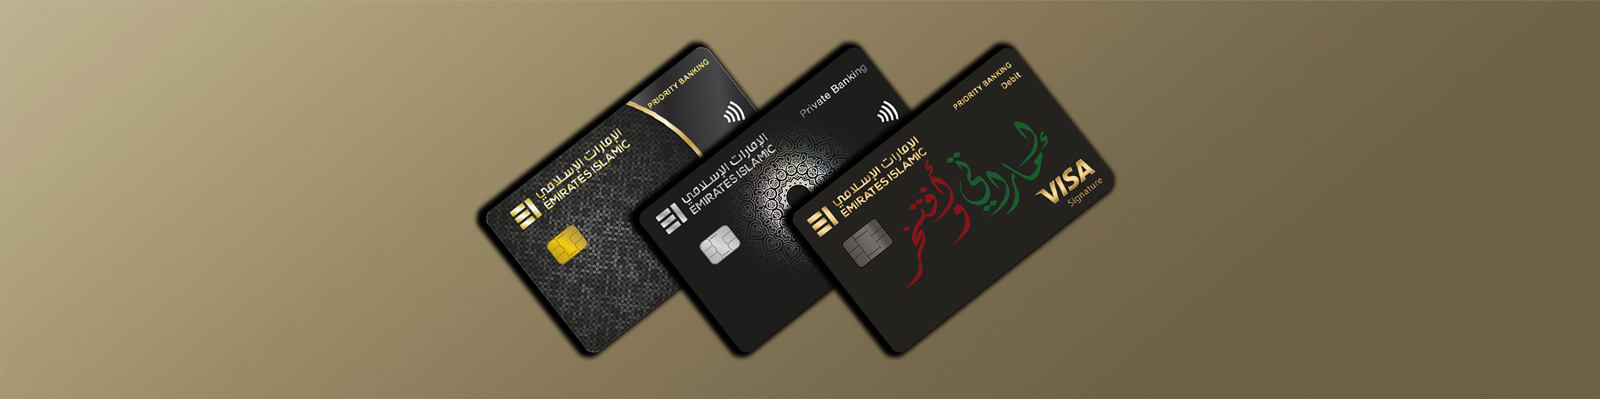 PRIORITY BANKING
الإمارات الإسلامي
EMIRATES ISLAMIC
Private Banking
الإمارات الإسلامي
EMIRATES ISLAMIC
PRIORITY BANKING
Debit
الإمارات الإسلامي
EMIRATES ISLAMIC
إماراتي وأفتخر
VISA
Signature